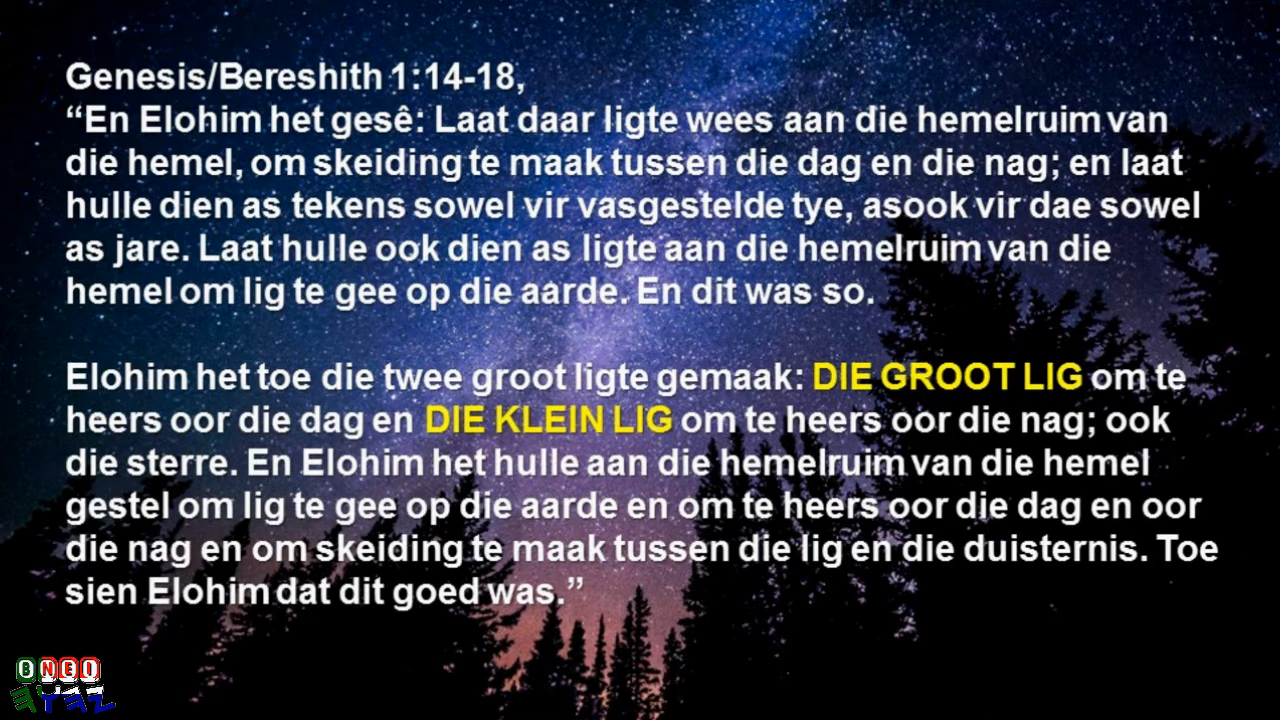 Genesis/Bereshith 1:14-18,
“En Elohim het gesê: Laat daar ligte wees aan die hemelruim van
die hemel, om skeiding te maak tussen die dag en die nag; en laat
hulle dien as tekens sowel vir vasgestelde tye, asook vir dae sowel
as jare. Laat hulle ook dien as ligte aan die hemelruim van die
hemel om lig te gee op die aarde. En dit was so.
Elohim het toe die twee groot ligte gemaak: DIE GROOT LIG om te
heers oor die dag en DIE KLEIN LIG om te heers oor die nag; ook
die sterre. En Elohim het hulle aan die hemelruim van die hemel
gestel om lig te gee op die aarde en om te heers oor die dag en oor
die nag en om skeiding te maak tussen die lig en die duisternis. Toe
sien Elohim dat dit goed was.”